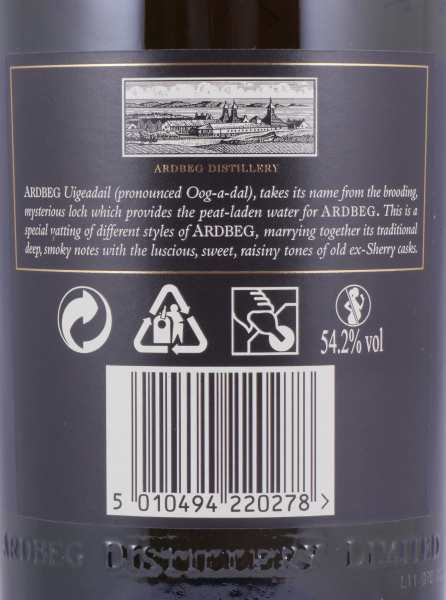 ARDBEG DISTILLERY
ARDBEG Uigeadail (pronounced Oog-a-dal), takes its name from the brooding,
mysterious loch which provides the peat-laden water for ARDBEG. This is a
special vatting of different styles of ARDBEG, marrying together its traditional
deep, smoky notes with the luscious, sweet, raisiny tones of old ex-Sherry casks.
54.2% vol
5 010494 220278 >
ARDBEG DISTILLERY LIMITED